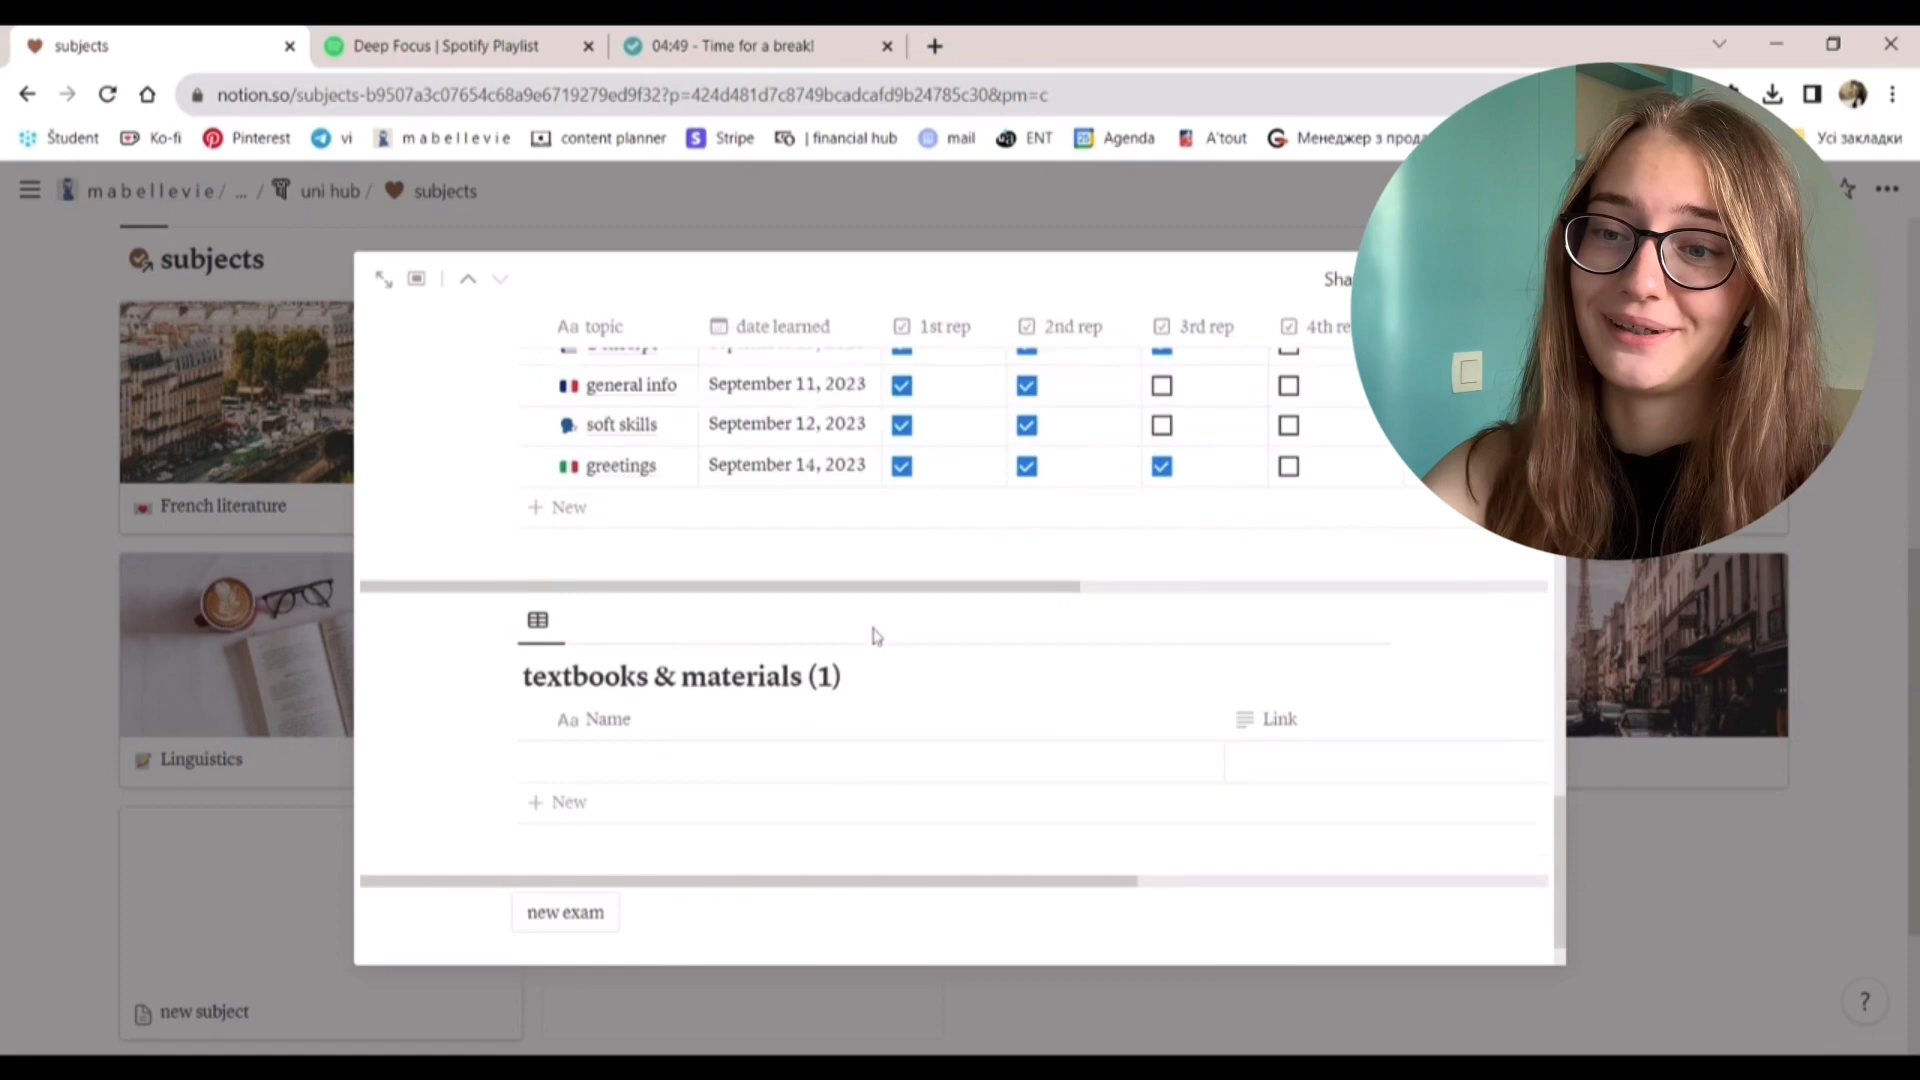 subjects
Deep Focus | Spotify Playlist
04:49 - Time for a break!
notion.so/subjects-b9507a3c07654c68a9e6719279ed9f32?p=424d481d7c8749bcadcafd9b24785c30&pm=c
Študent
Ko-fi
Pinterest
vi
mabellevie
content planner
Stripe
| financial hub
mail
ENT
Agenda
A'tout
Менеджер з прода
Усі закладки
mabellevie / ... / uni hub / subjects
subjects
Sha
Aa topic
date learned
1st rep
2nd rep
3rd rep
4th re
general info
September 11, 2023
soft skills
September 12, 2023
greetings
September 14, 2023
+ New
French literature
textbooks & materials (1)
Aa Name
Link
Linguistics
+ New
new exam
new subject
?